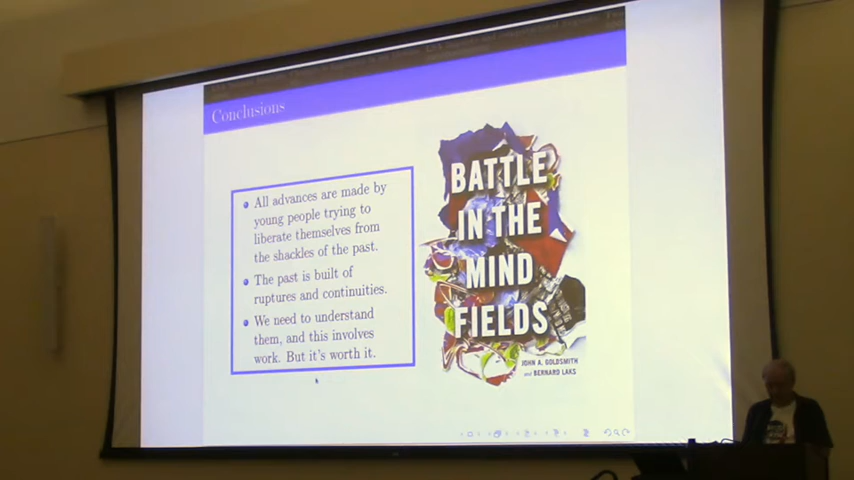 Conclusions
All advances are made by
young people trying to
liberate themselves from
the shackles of the past.
The past is built of
ruptures and continuities.
We need to understand
them, and this involves
work. But it's worth it.
BATTLE
IN THE
MIND
FIELDS
JOHN A. GOLDSMITH
AND BERNARD LAKS